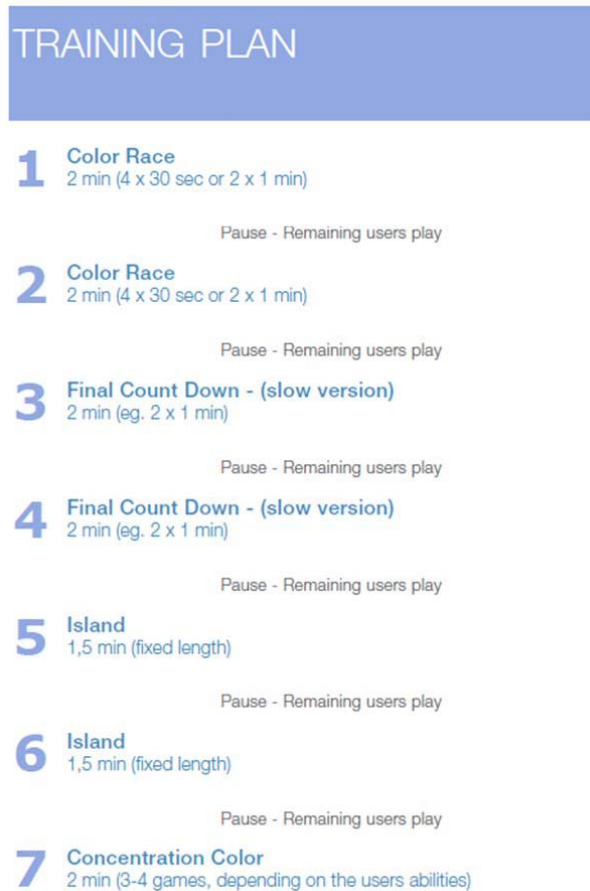 TRAINING PLAN
1 Color Race
2 min (4 x 30 sec or 2 x 1 min)
Pause - Remaining users play
2 Color Race
2 min (4 x 30 sec or 2 x 1 min)
Pause - Remaining users play
3 Final Count Down - (slow version)
2 min (eg. 2 x 1 min)
Pause - Remaining users play
4 Final Count Down - (slow version)
2 min (eg. 2 x 1 min)
Pause - Remaining users play
5 Island
1,5 min (fixed length)
Pause - Remaining users play
6 Island
1,5 min (fixed length)
Pause - Remaining users play
7 Concentration Color
2 min (3-4 games, depending on the users abilities)